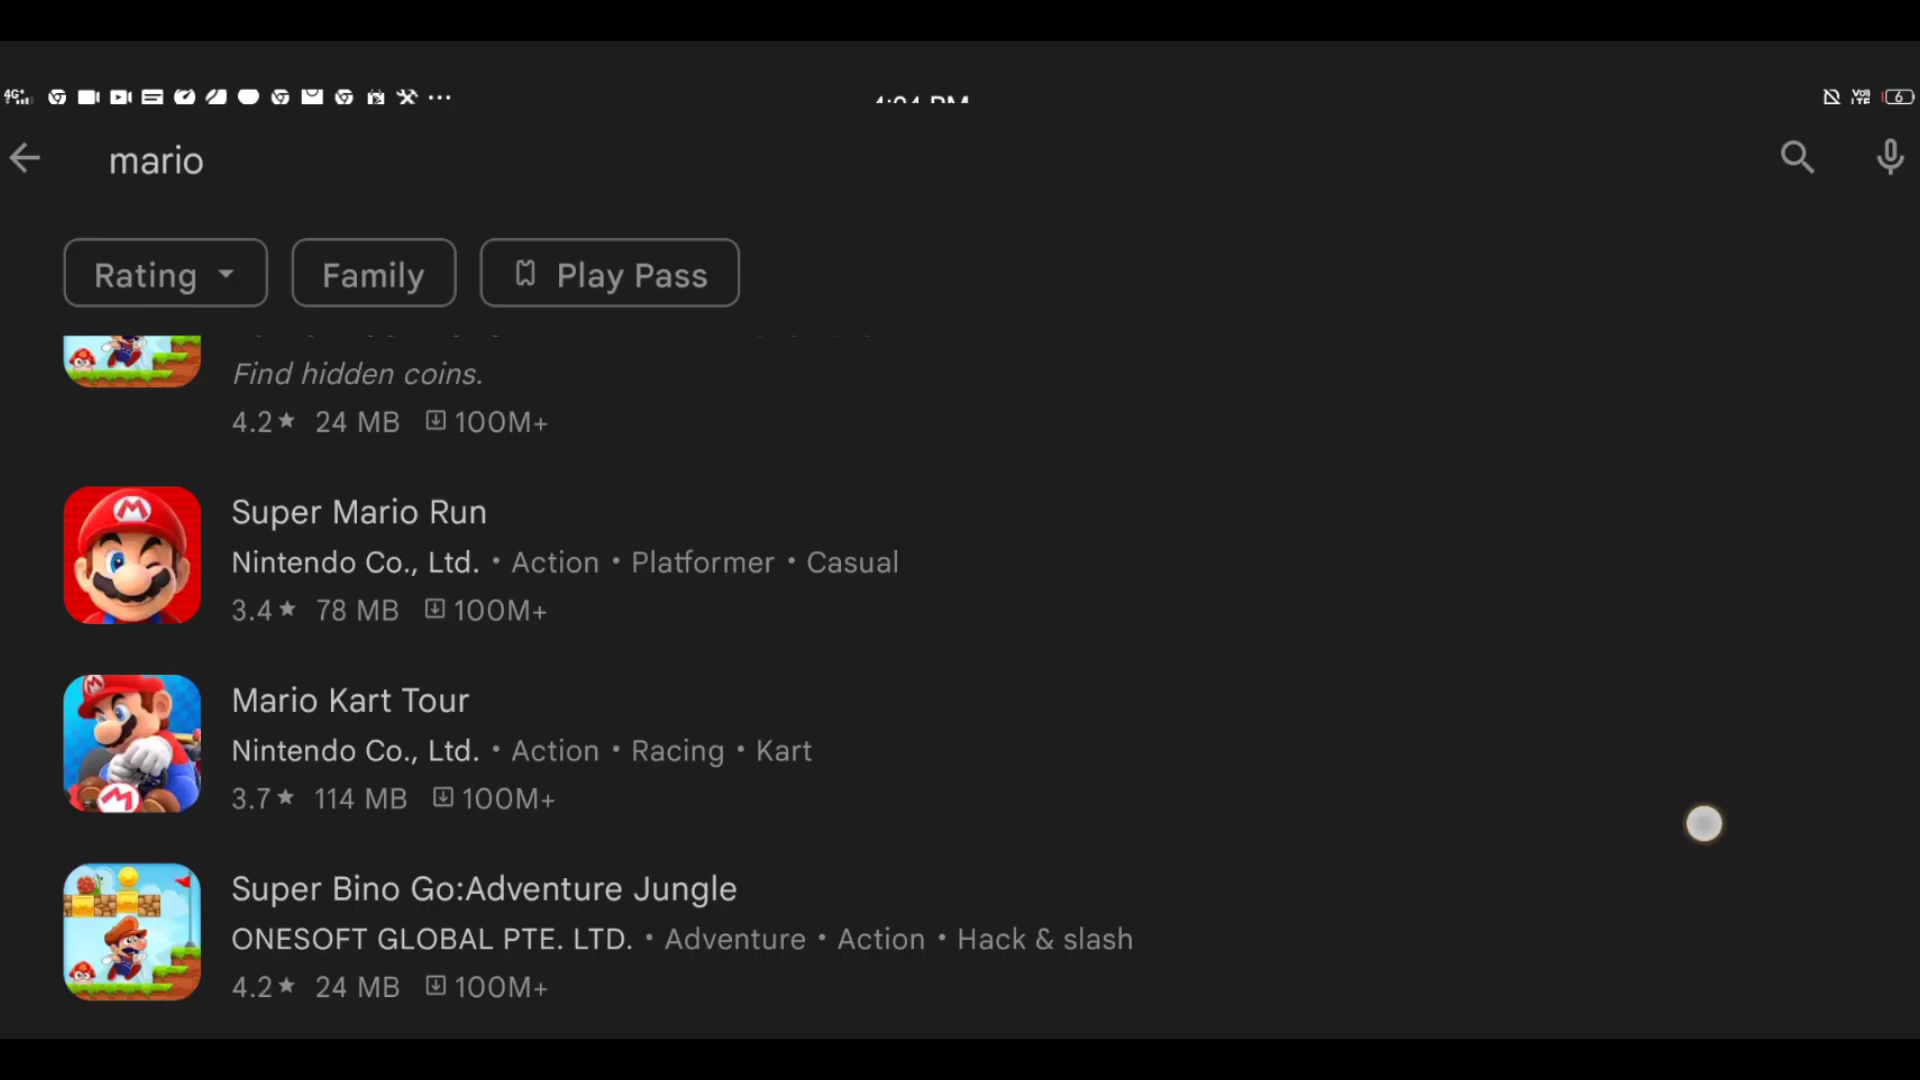 4G+
VoLTE 6
mario
Rating
Family
Play Pass
Find hidden coins.
4.2★ 24 MB 100M+
Super Mario Run
Nintendo Co., Ltd. • Action • Platformer • Casual
3.4★ 78 MB 100M+
Mario Kart Tour
Nintendo Co., Ltd. • Action • Racing • Kart
3.7★ 114 MB 100M+
Super Bino Go:Adventure Jungle
ONESOFT GLOBAL PTE. LTD. • Adventure • Action • Hack & slash
4.2★ 24 MB 100M+